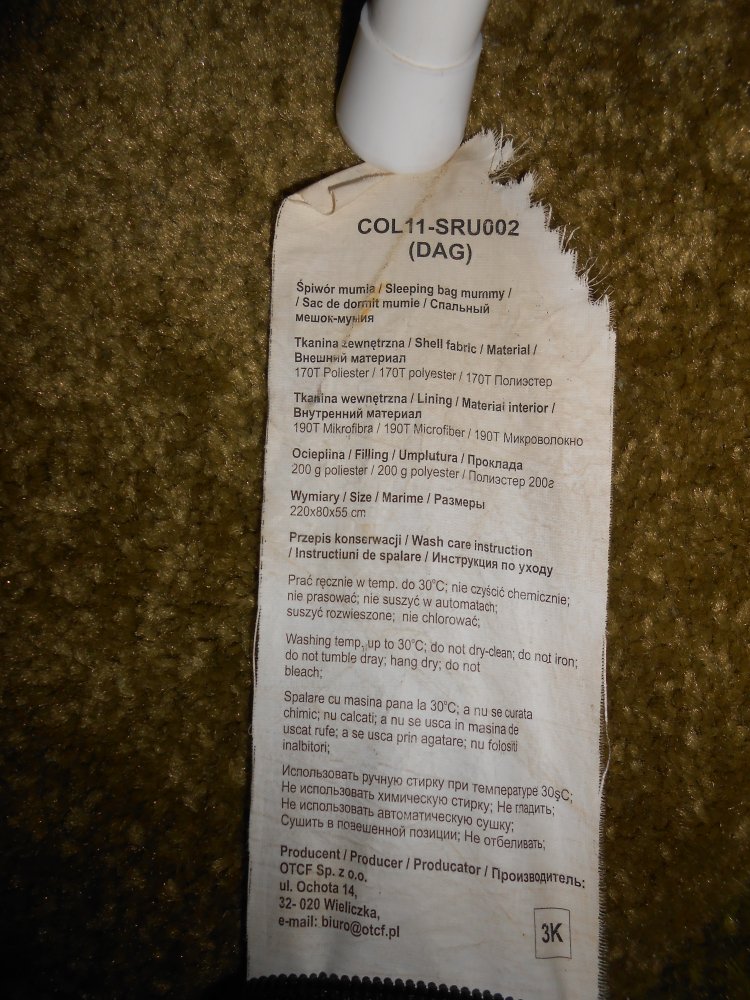 COL11-SRU002
(DAG)
Śpiwór mumia / Sleeping bag mummy /
/ Sac de dormit mumie / Спальный
мешок-мумия
Tkanina zewnętrzna / Shell fabric / Material /
Внешний материал
170T Poliester / 170T polyester / 170T Полиэстер
Tkanina wewnętrzna / Lining / Material interior /
Внутренний материал
190T Mikrofibra / 190T Microfiber / 190T Микроволокно
Ocieplina / Filling / Umplutura / Прокладa
200 g poliester / 200 g polyester / Полиэстер 200г
Wymiary / Size / Marime / Размеры
220x80x55 cm
Przepis konserwacji / Wash care instruction
/ Instructiuni de spalare / Инструкция по уходу
Prać ręcznie w temp. do 30°C; nie czyścić chemicznie;
nie prasować; nie suszyć w automatach;
suszyć rozwieszone; nie chlorować;
Washing temp. up to 30°C; do not dry-clean; do not iron;
do not tumble dray; hang dry; do not
bleach;
Spalare cu masina pana la 30°C; a nu se curata
chimic; nu calcati; a nu se usca in masina de
uscat rufe; a se usca prin agatare; nu folositi
inalbitori;
Использовать ручную стирку при температуре 30şC;
Не использовать химическую стирку; Не гладить;
Не использовать автоматическую сушку;
Сушить в повешенной позиции; Не отбеливать;
Producent / Producer / Producator / Производитель:
OTCF Sp. z o.o.
ul. Ochota 14,
32- 020 Wieliczka,
e-mail: biuro@otcf.pl
3K